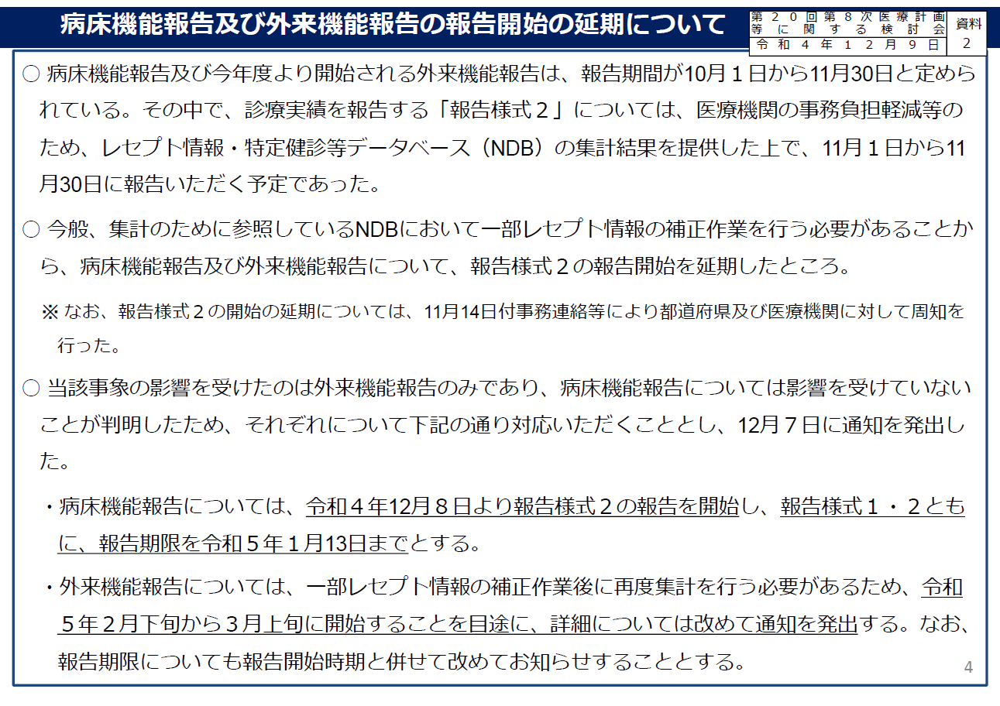 病床機能報告及び外来機能報告の報告開始の延期について
第２０回第８次医療計画
等に関する検討会
令和４年１２月９日
資料
２
○ 病床機能報告及び今年度より開始される外来機能報告は、報告期間が10月１日から11月30日と定めら
れている。その中で、診療実績を報告する「報告様式２」については、医療機関の事務負担軽減等の
ため、レセプト情報・特定健診等データベース（NDB）の集計結果を提供した上で、11月１日から11
月30日に報告いただく予定であった。
○ 今般、集計のために参照しているNDBにおいて一部レセプト情報の補正作業を行う必要があることか
ら、病床機能報告及び外来機能報告について、報告様式２の報告開始を延期したところ。
※ なお、報告様式２の開始の延期については、11月14日付事務連絡等により都道府県及び医療機関に対して周知を
行った。
○ 当該事象の影響を受けたのは外来機能報告のみであり、病床機能報告については影響を受けていない
ことが判明したため、それぞれについて下記の通り対応いただくこととし、12月７日に通知を発出し
た。
・病床機能報告については、令和４年12月８日より報告様式２の報告を開始し、報告様式１・２とも
に、報告期限を令和５年１月13日までとする。
・外来機能報告については、一部レセプト情報の補正作業後に再度集計を行う必要があるため、令和
５年２月下旬から３月上旬に開始することを目途に、詳細については改めて通知を発出する。なお、
報告期限についても報告開始時期と併せて改めてお知らせすることとする。
4